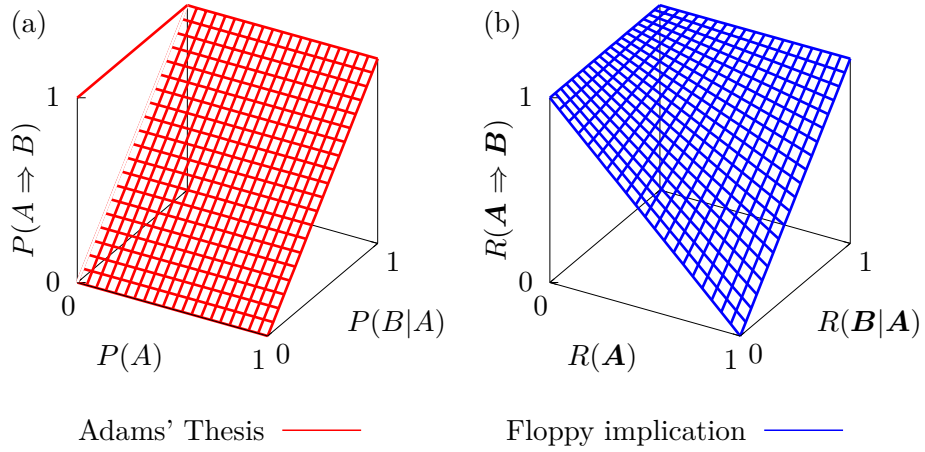 (a)
1
P(A ⇒ B)
0
0
P(A)
1
0
P(B|A)
1
Adams' Thesis
(b)
1
R(𝑨 ⇒ 𝑩)
0
0
R(𝑨)
1
0
R(𝑩|𝑨)
1
Floppy implication